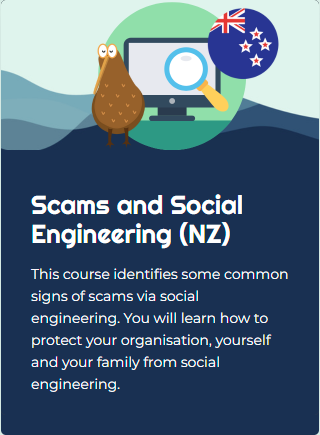 Scams and Social
Engineering (NZ)
This course identifies some common
signs of scams via social
engineering. You will learn how to
protect your organisation, yourself
and your family from social
engineering.